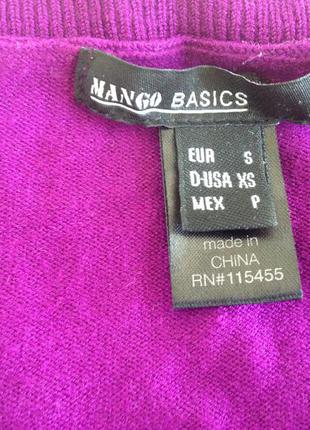 MANGO BASICS
EUR S
D-USA XS
MEX P
made in
CHINA
RN#115455